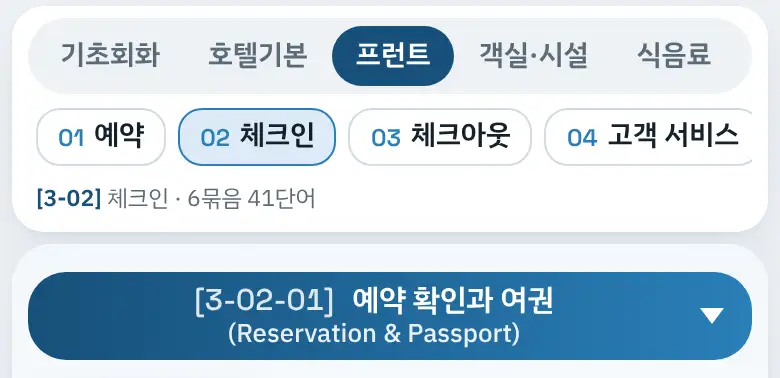 기초회화 호텔기본 프런트 객실·시설 식음료
01 예약 02 체크인 03 체크아웃 04 고객 서비스
[3-02] 체크인 · 6묶음 41단어
[3-02-01] 예약 확인과 여권
(Reservation & Passport)